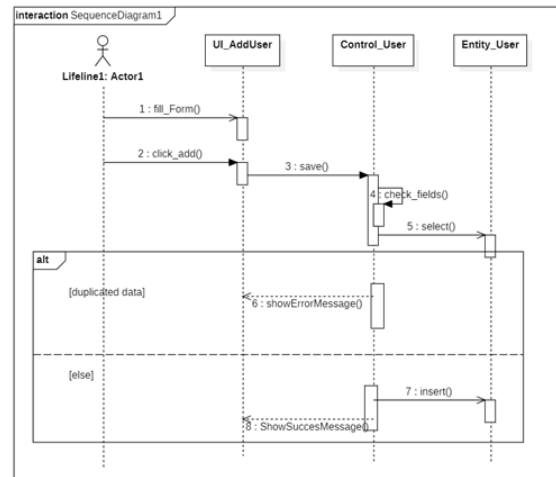 interaction SequenceDiagram1
UI_AddUser
Control_User
Entity_User
Lifeline1: Actor1
1 : fill_Form()
2 : click_add()
3 : save()
4 : check_fields()
5 : select()
alt
[duplicated data]
6 : showErrorMessage()
[else]
7 : insert()
8 : ShowSuccesMessage()